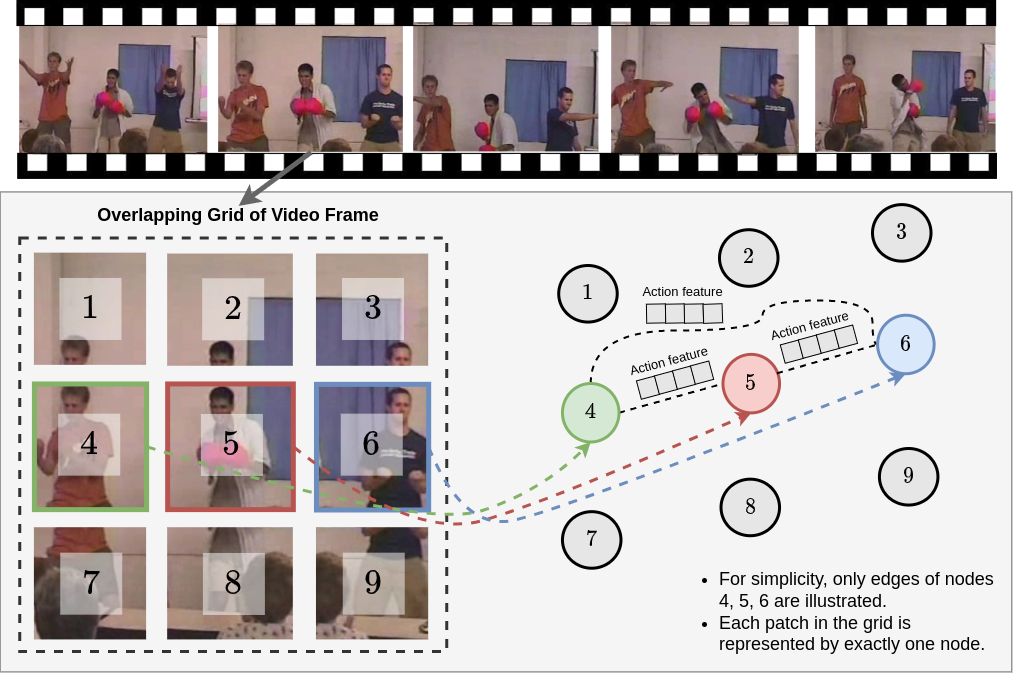 Overlapping Grid of Video Frame
1
2
3
4
5
6
7
8
9
1
2
3
Action feature
Action feature
Action feature
4
5
6
7
8
9
• For simplicity, only edges of nodes
4, 5, 6 are illustrated.
• Each patch in the grid is
represented by exactly one node.